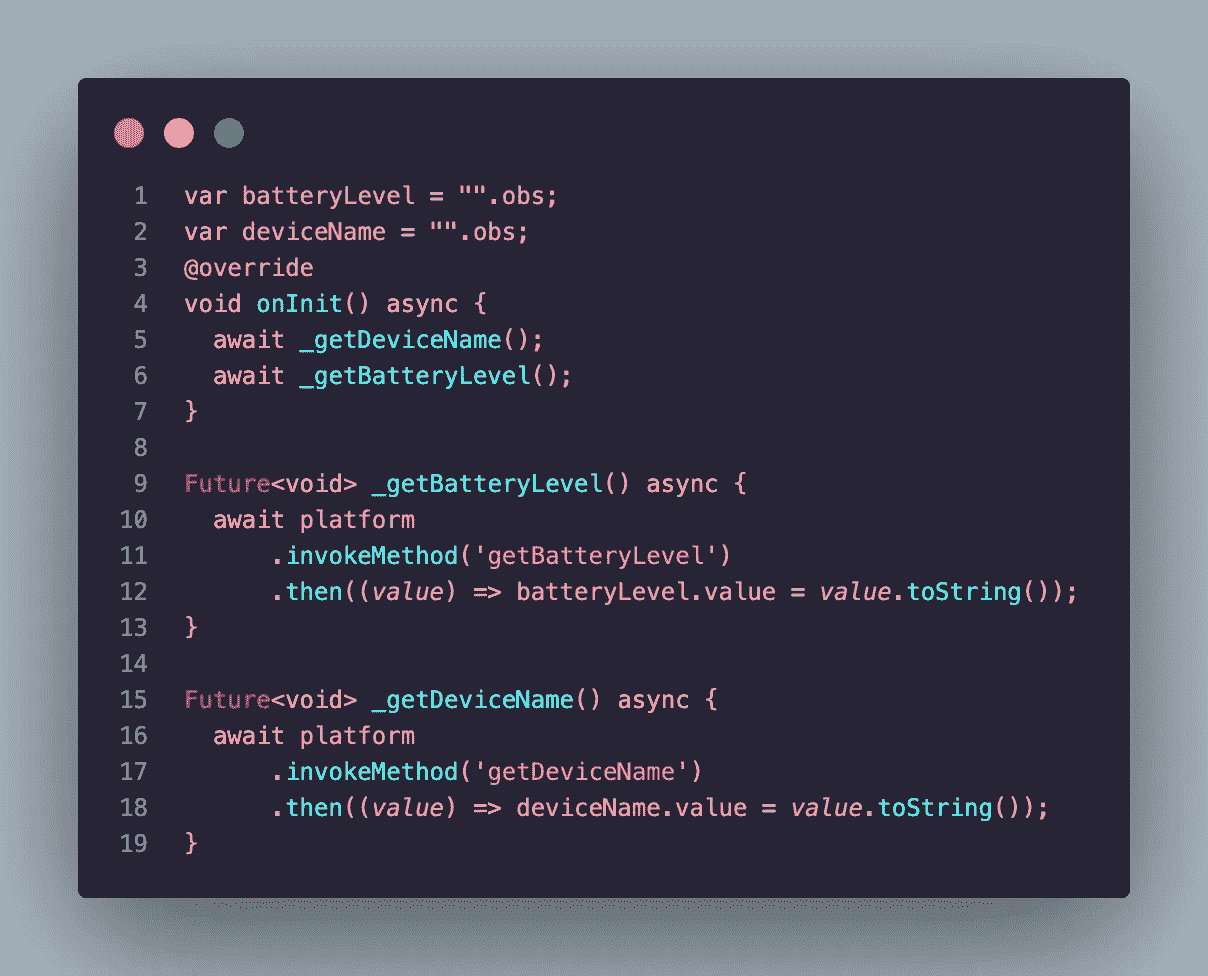 1 var batteryLevel = "".obs;
2 var deviceName = "".obs;
3 @override
4 void onInit() async {
5   await _getDeviceName();
6   await _getBatteryLevel();
7 }
8
9 Future<void> _getBatteryLevel() async {
10   await platform
11       .invokeMethod('getBatteryLevel')
12       .then((value) => batteryLevel.value = value.toString());
13 }
14
15 Future<void> _getDeviceName() async {
16   await platform
17       .invokeMethod('getDeviceName')
18       .then((value) => deviceName.value = value.toString());
19 }